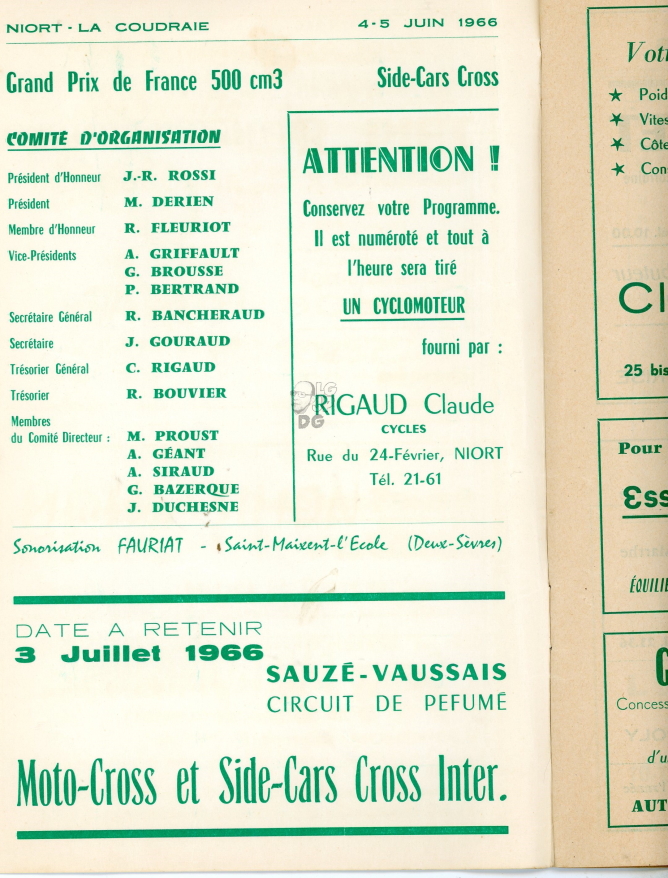 NIORT - LA COUDRAIE 4-5 JUIN 1966
Grand Prix de France 500 cm3 Side-Cars Cross
COMITÉ D'ORGANISATION
Président d'Honneur J.-R. ROSSI
Président M. DERIEN
Membre d'Honneur R. FLEURIOT
Vice-Présidents A. GRIFFAULT
G. BROUSSE
P. BERTRAND
Secrétaire Général R. BANCHERAUD
Secrétaire J. GOURAUD
Trésorier Général C. RIGAUD
Trésorier R. BOUVIER
Membres
du Comité Directeur : M. PROUST
A. GÉANT
A. SIRAUD
G. BAZERQUE
J. DUCHESNE
ATTENTION !
Conservez votre Programme.
Il est numéroté et tout à
l'heure sera tiré
UN CYCLOMOTEUR
fourni par :
RIGAUD Claude
CYCLES
Rue du 24-Février, NIORT
Tél. 21-61
LG
DG
Sonorisation FAURIAT - Saint-Maixent-l'Ecole (Deux-Sèvres)
DATE A RETENIR
3 Juillet 1966
SAUZÉ-VAUSSAIS
CIRCUIT DE PEFUMÉ
Moto-Cross et Side-Cars Cross Inter.
Votr
★ Poid
★ Vites
★ Côte
★ Con
CI
25 bis
Pour
Ess
ÉQUILIB
Concess
d'u
AUT